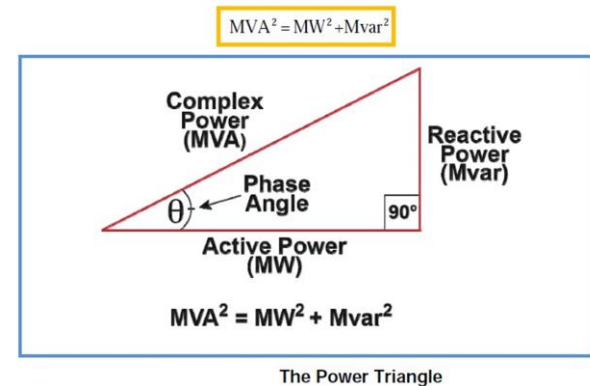 MVA² = MW² +Mvar²
Complex
Power
(MVA)
Reactive
Power
(Mvar)
Phase
Angle
θ
90º
Active Power
(MW)
MVA² = MW² + Mvar²
The Power Triangle